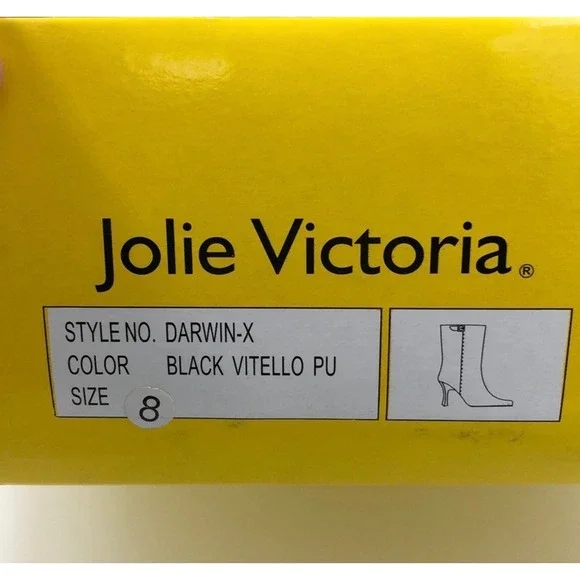 Jolie Victoria®
STYLE NO. DARWIN-X
COLOR BLACK VITELLO PU
SIZE 8